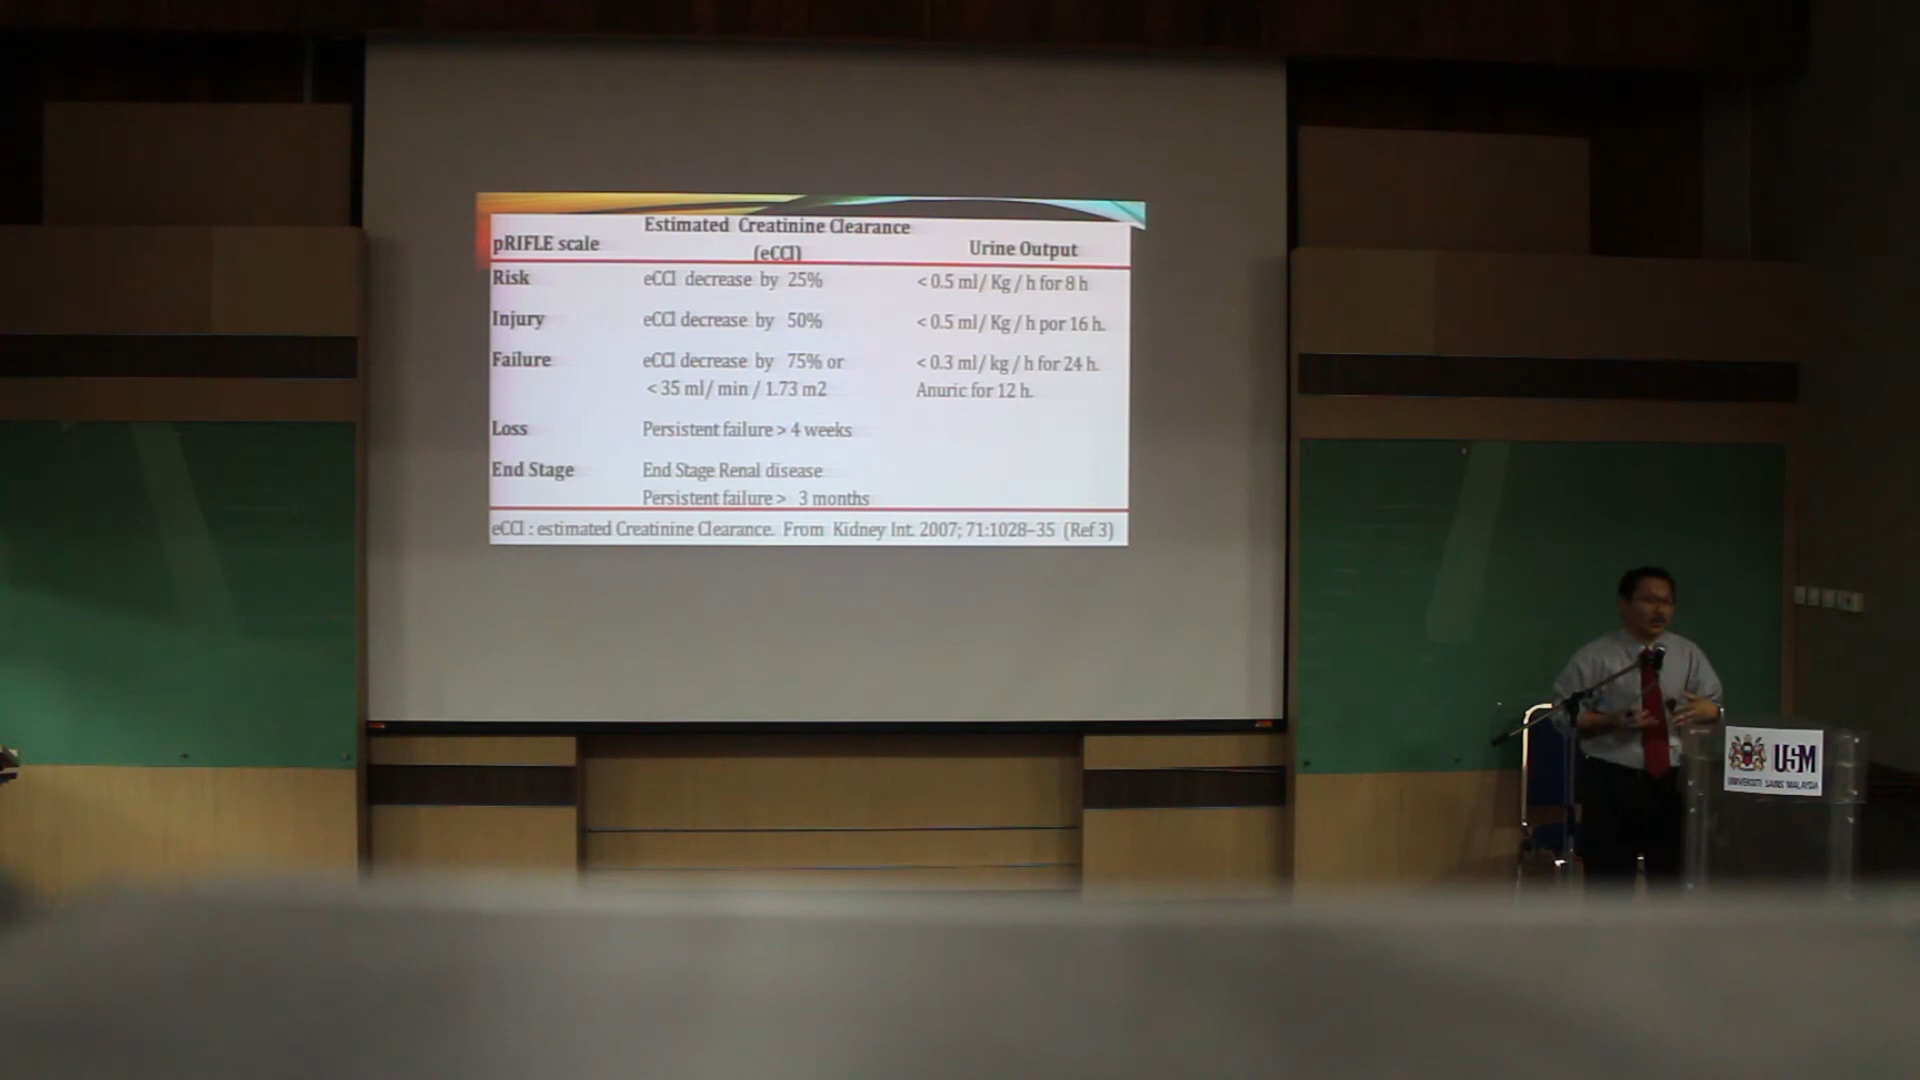 pRIFLE scale Estimated Creatinine Clearance (eCCl) Urine Output
Risk eCCl decrease by 25% < 0.5 ml/ Kg / h for 8 h
Injury eCCl decrease by 50% < 0.5 ml/ Kg / h por 16 h.
Failure eCCl decrease by 75% or < 0.3 ml/ kg / h for 24 h.
< 35 ml/ min / 1.73 m2 Anuric for 12 h.
Loss Persistent failure > 4 weeks
End Stage End Stage Renal disease
Persistent failure > 3 months
eCCl : estimated Creatinine Clearance. From Kidney Int. 2007; 71:1028–35 (Ref 3)
USM
UNIVERSITI SAINS MALAYSIA